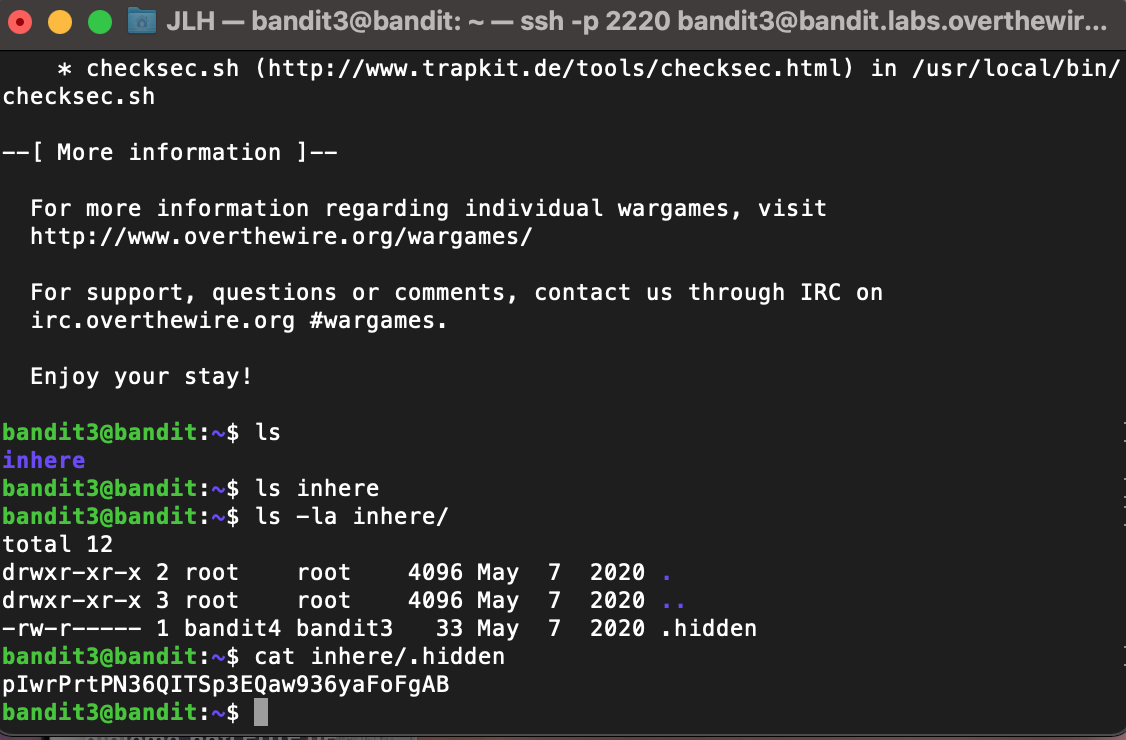 JLH — bandit3@bandit: ~ — ssh -p 2220 bandit3@bandit.labs.overthewir...
* checksec.sh (http://www.trapkit.de/tools/checksec.html) in /usr/local/bin/
checksec.sh
--[ More information ]--
For more information regarding individual wargames, visit
http://www.overthewire.org/wargames/
For support, questions or comments, contact us through IRC on
irc.overthewire.org #wargames.
Enjoy your stay!
bandit3@bandit:~$ ls
inhere
bandit3@bandit:~$ ls inhere
bandit3@bandit:~$ ls -la inhere/
total 12
drwxr-xr-x 2 root    root    4096 May  7  2020 .
drwxr-xr-x 3 root    root    4096 May  7  2020 ..
-rw-r----- 1 bandit4 bandit3   33 May  7  2020 .hidden
bandit3@bandit:~$ cat inhere/.hidden
pIwrPrtPN36QITSp3EQaw936yaFoFgAB
bandit3@bandit:~$